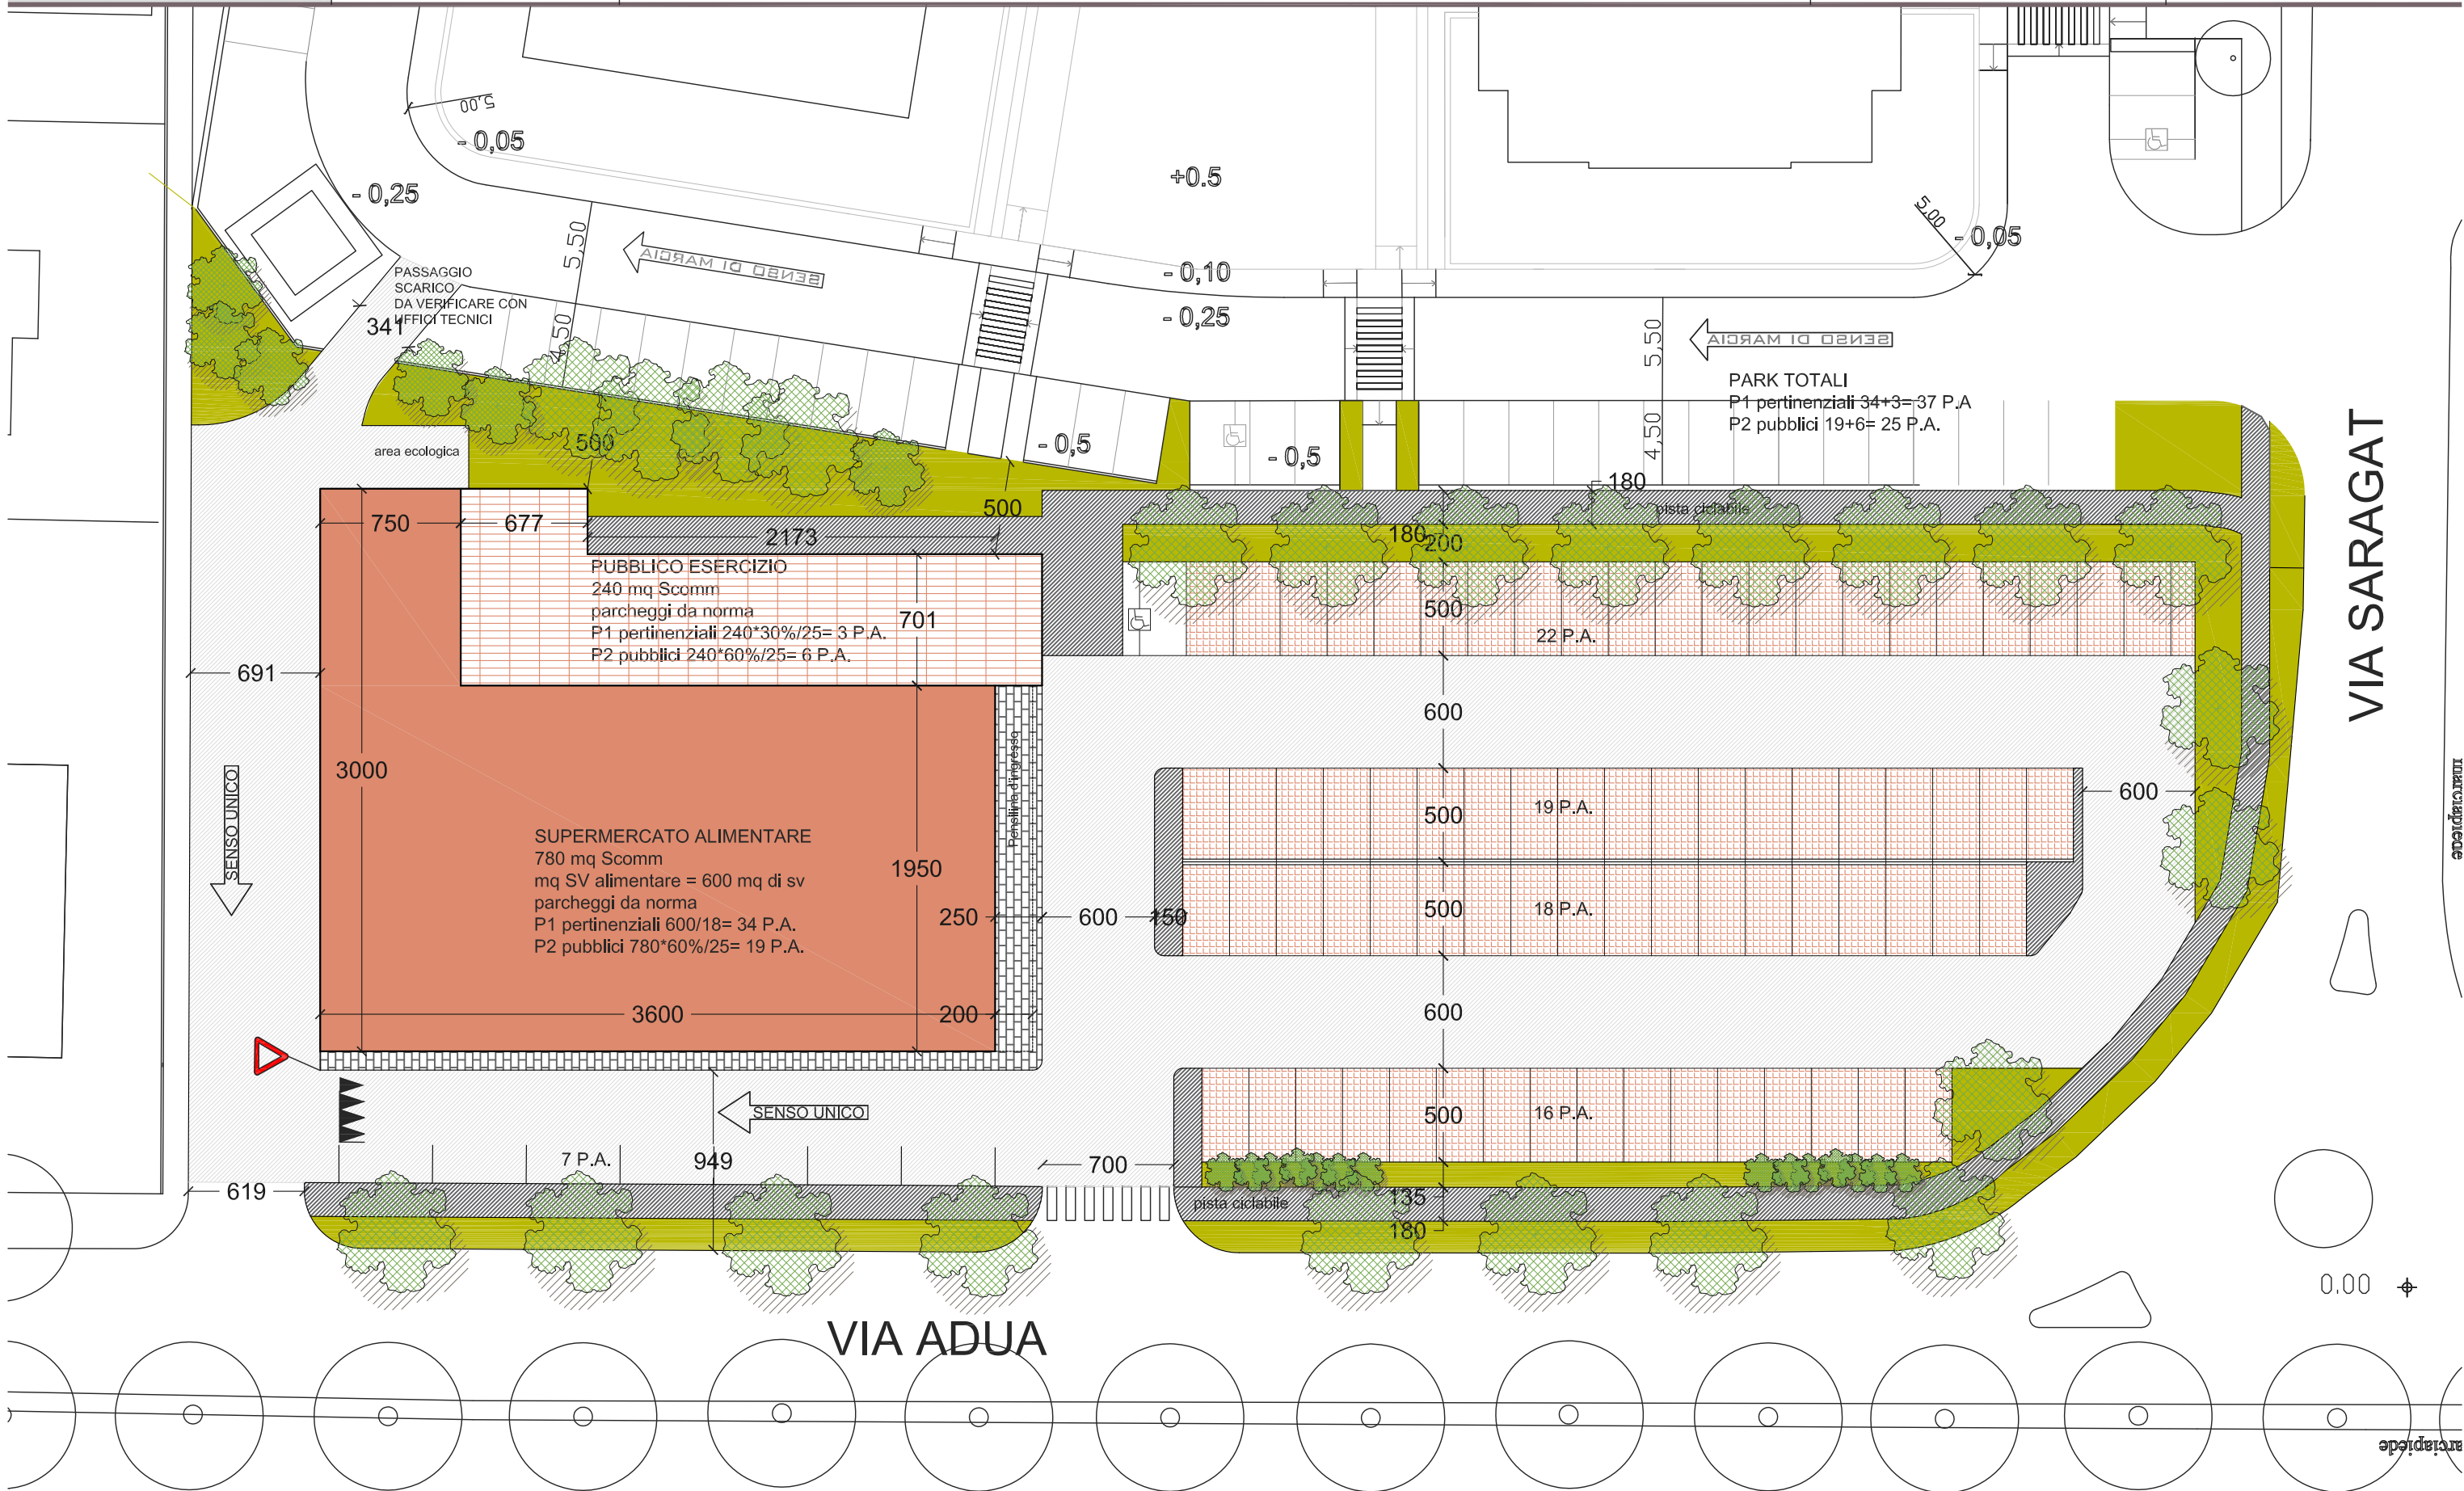 5,00
- 0,05
- 0,25
+0.5
5,50
SENSO DI MARCIA
- 0,10
- 0,25
5,00
- 0,05
PASSAGGIO
SCARICO
DA VERIFICARE CON
UFFICI TECNICI
341
4,50
5,50
SENSO DI MARCIA
PARK TOTALI
P1 pertinenziali 34+3= 37 P.A
P2 pubblici 19+6= 25 P.A.
4,50
area ecologica
500
- 0,5
- 0,5
180
pista ciclabile
750
677
2173
500
180
200
PUBBLICO ESERCIZIO
240 mq Scomm
parcheggi da norma
P1 pertinenziali 240*30%/25= 3 P.A.
P2 pubblici 240*60%/25= 6 P.A.
701
500
22 P.A.
VIA SARAGAT
691
600
3000
SENSO UNICO
Pensilina d'ingresso
SUPERMERCATO ALIMENTARE
780 mq Scomm
mq SV alimentare = 600 mq di sv
parcheggi da norma
P1 pertinenziali 600/18= 34 P.A.
P2 pubblici 780*60%/25= 19 P.A.
1950
250
600
150
500
19 P.A.
500
18 P.A.
600
marciapiede
3600
200
600
SENSO UNICO
500
16 P.A.
7 P.A.
949
700
619
pista ciclabile
135
180
0.00
VIA ADUA
arciapiede